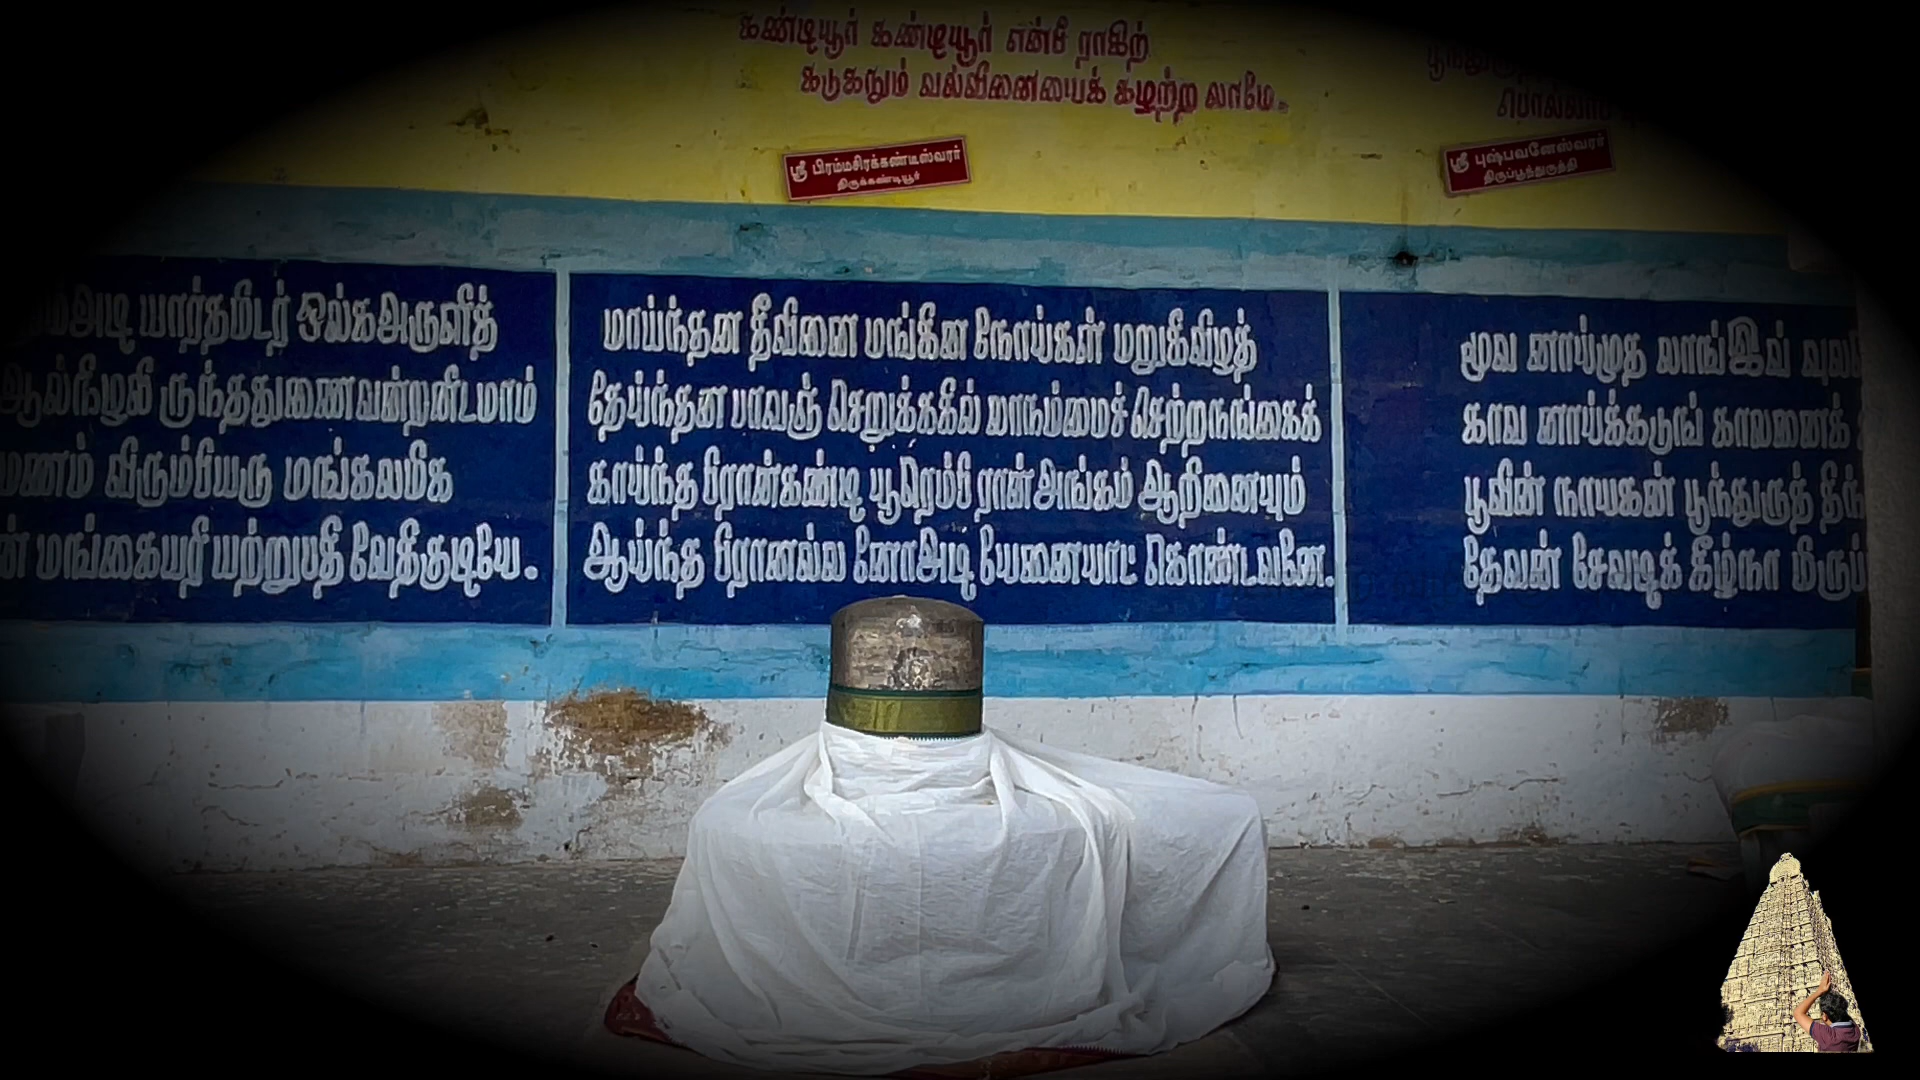 கண்டியூர் கண்டியூர் என்சீ ராகிற்
கடுகநும் வல்வினையைக் கழற்ற லாமே.
ஸ்ரீ பிரம்மசிரக்கண்டீஸ்வரர்
திருக்கண்டியூர்
ஸ்ரீ புஷ்பவனேஸ்வரர்
திருப்பூந்துருத்தி
யார்தமிடர் ஒல்கஅருளித்
ஆல்நீழலி ருந்ததுணைவன்றனிடமாம்
மணம் விரும்பியரு மங்கலமிக
மங்கையரி யற்றுபதி வேதிகுடியே.
மாய்ந்தன தீவினை மங்கின நோய்கள் மறுகிவிழத்
தேய்ந்தன பாவஞ் செறுக்ககில் லாநம்மைச் செற்றநங்கைக்
காய்ந்த பிரான்கண்டி யூரெம்பி ரான்அங்கம் ஆறினையும்
ஆய்ந்த பிரானல்ல னோஅடி யேனையாட் கொண்டவனே.
மூவ னாய்முத லாய்இவ்
காவ னாய்க்கடுங் காலனைக்
பூவின் நாயகன் பூந்துருத்
தேவன் சேவடிக் கீழ்நா